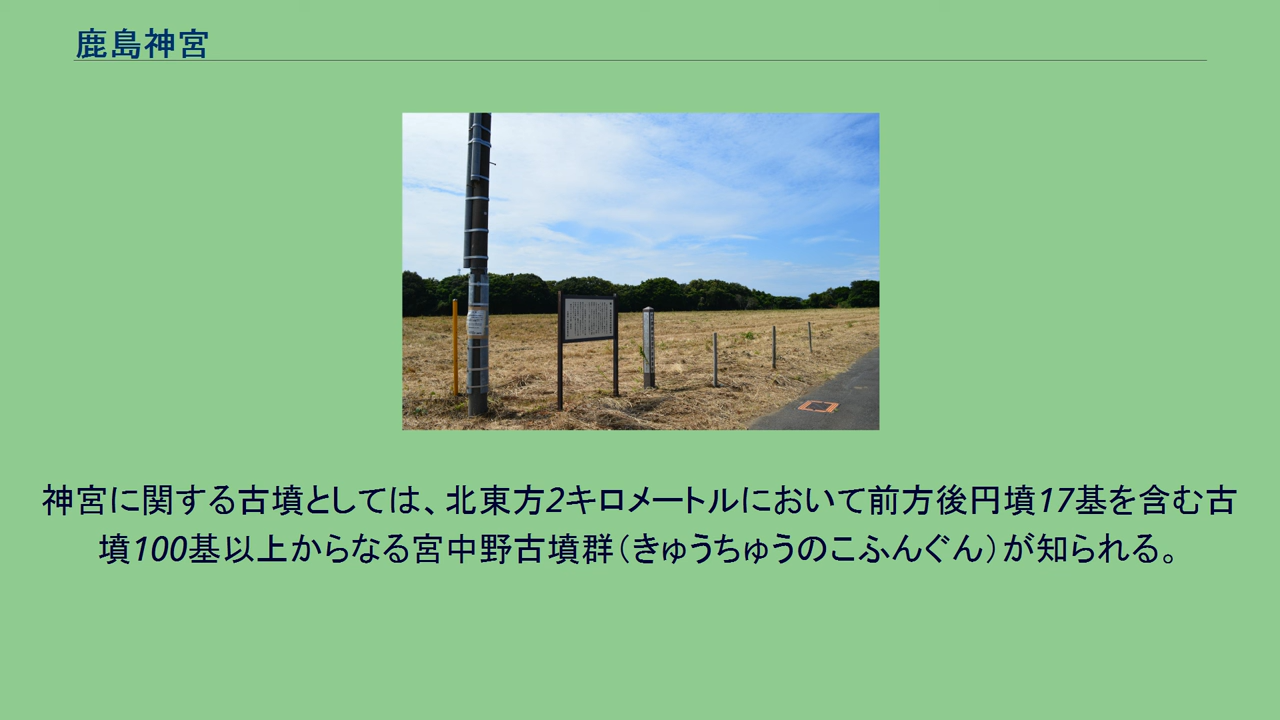 鹿島神宮
神宮に関する古墳としては、北東方2キロメートルにおいて前方後円墳17基を含む古
墳100基以上からなる宮中野古墳群（きゅうちゅうのこふんぐん）が知られる。